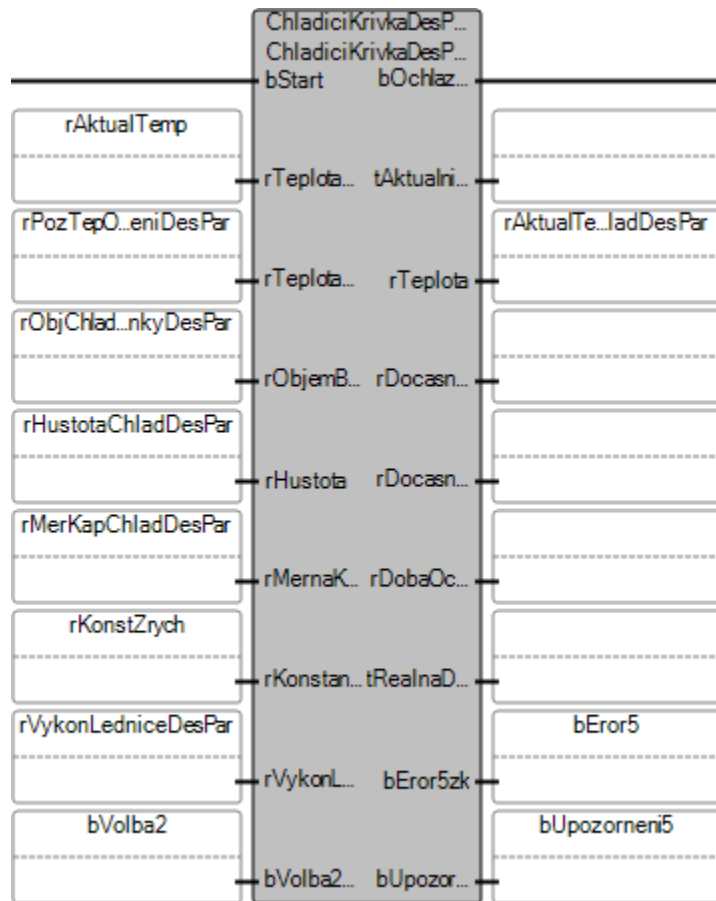 ChladiciKrivkaDesP...
ChladiciKrivkaDesP...
bStart bOchlaz...
rAktualTemp
rTeplota... tAktualni...
rPozTepO...eniDesPar rAktualTe...ladDesPar
rTeplota... rTeplota
rObjChlad...nkyDesPar
rObjemB... rDocasn...
rHustotaChladDesPar
rHustota rDocasn...
rMerKapChladDesPar
rMernaK... rDobaOc...
rKonstZrych
rKonstan... tRealnaD...
rVykonLedniceDesPar bEror5
rVykonL... bEror5zk
bVolba2 bUpozorneni5
bVolba2... bUpozor...